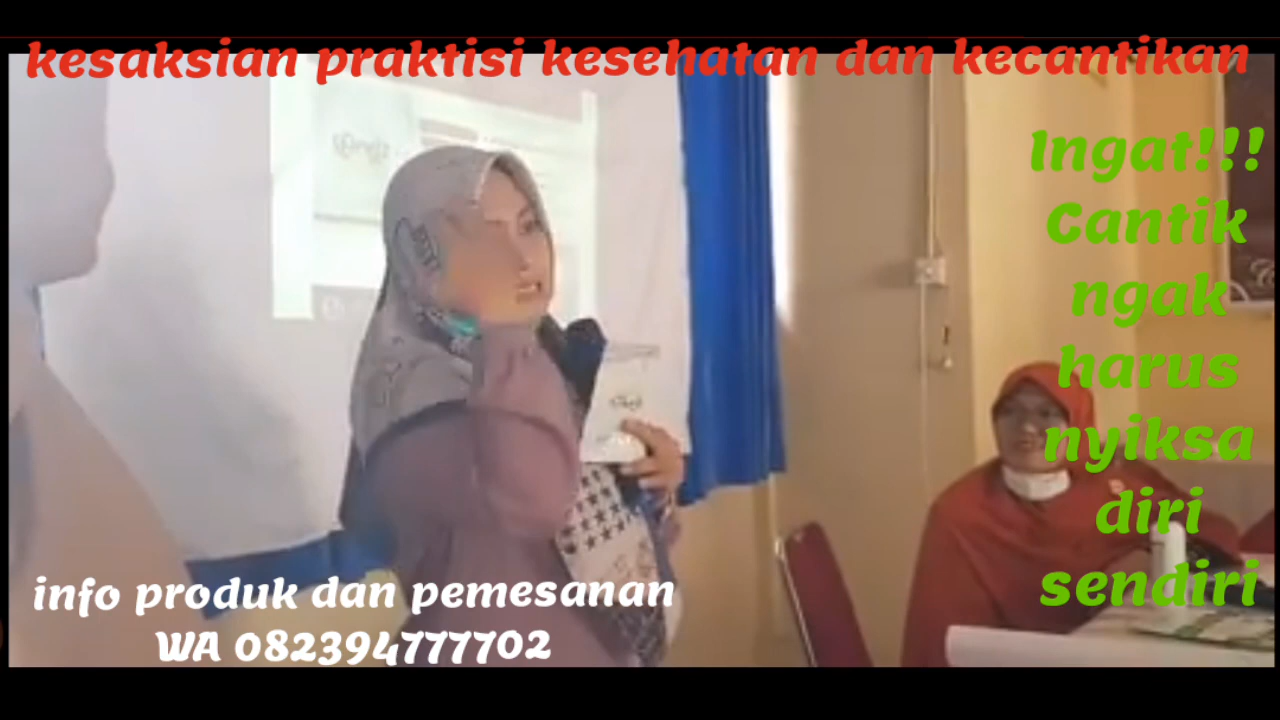 kesaksian praktisi kesehatan dan kecantikan
Ingat!!!
Cantik
ngak
harus
nyiksa
diri
sendiri
info produk dan pemesanan
WA 082394777702